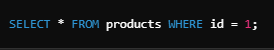 SELECT * FROM products WHERE id = 1;